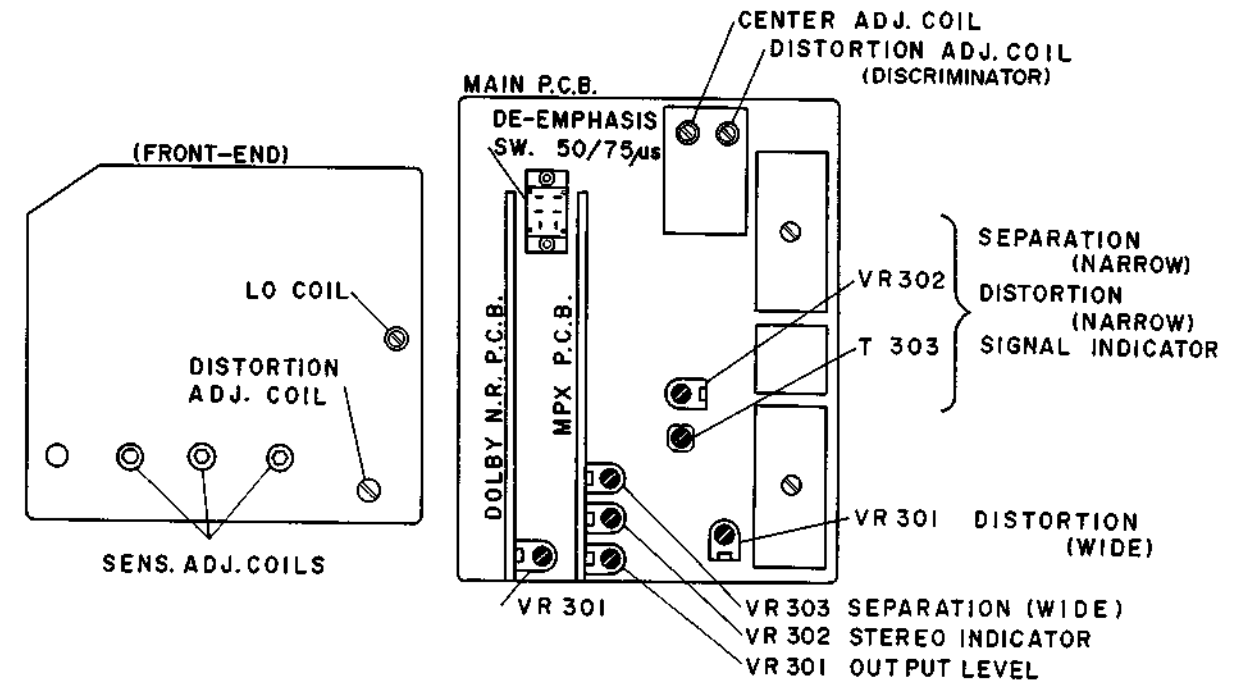 CENTER ADJ. COIL
DISTORTION ADJ. COIL
(DISCRIMINATOR)
MAIN P.C.B.
DE-EMPHASIS
SW. 50/75µs
(FRONT-END)
LO COIL
DISTORTION
ADJ. COIL
SENS. ADJ. COILS
DOLBY N.R. P.C.B.
MPX P.C.B.
VR302
T 303
SEPARATION
(NARROW)
DISTORTION
(NARROW)
SIGNAL INDICATOR
VR 301 DISTORTION
(WIDE)
VR 301
VR 303 SEPARATION (WIDE)
VR 302 STEREO INDICATOR
VR 301 OUTPUT LEVEL